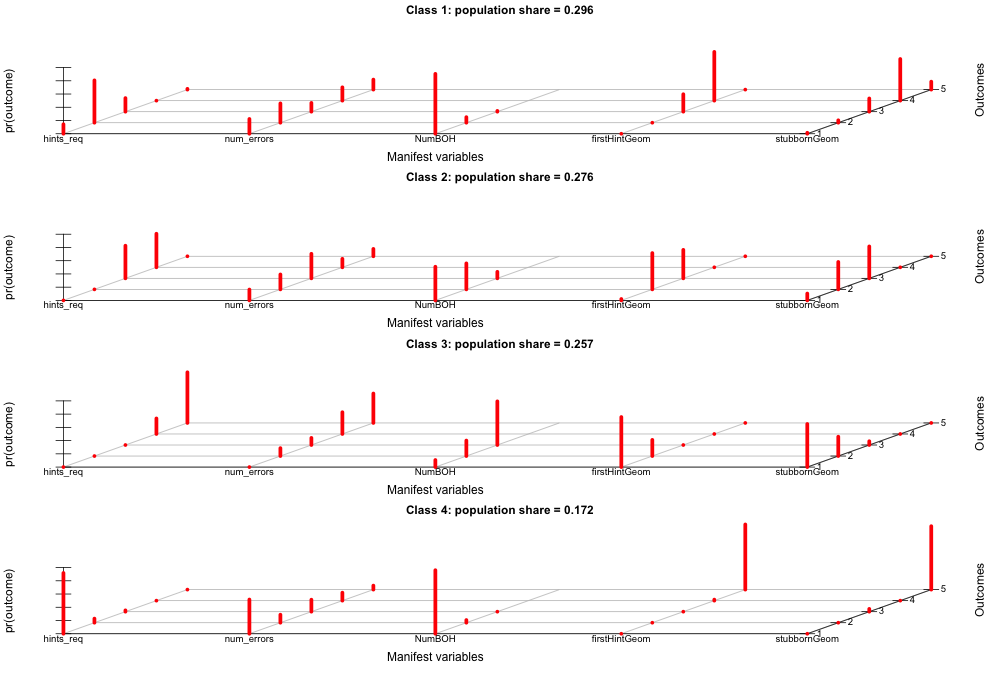 Class 1: population share = 0.296
pr(outcome)
Outcomes
5
4
3
2
1
hints_req num_errors NumBOH firstHintGeom stubbornGeom
Manifest variables
Class 2: population share = 0.276
pr(outcome)
Outcomes
5
4
3
2
1
hints_req num_errors NumBOH firstHintGeom stubbornGeom
Manifest variables
Class 3: population share = 0.257
pr(outcome)
Outcomes
5
4
3
2
1
hints_req num_errors NumBOH firstHintGeom stubbornGeom
Manifest variables
Class 4: population share = 0.172
pr(outcome)
Outcomes
5
4
3
2
1
hints_req num_errors NumBOH firstHintGeom stubbornGeom
Manifest variables